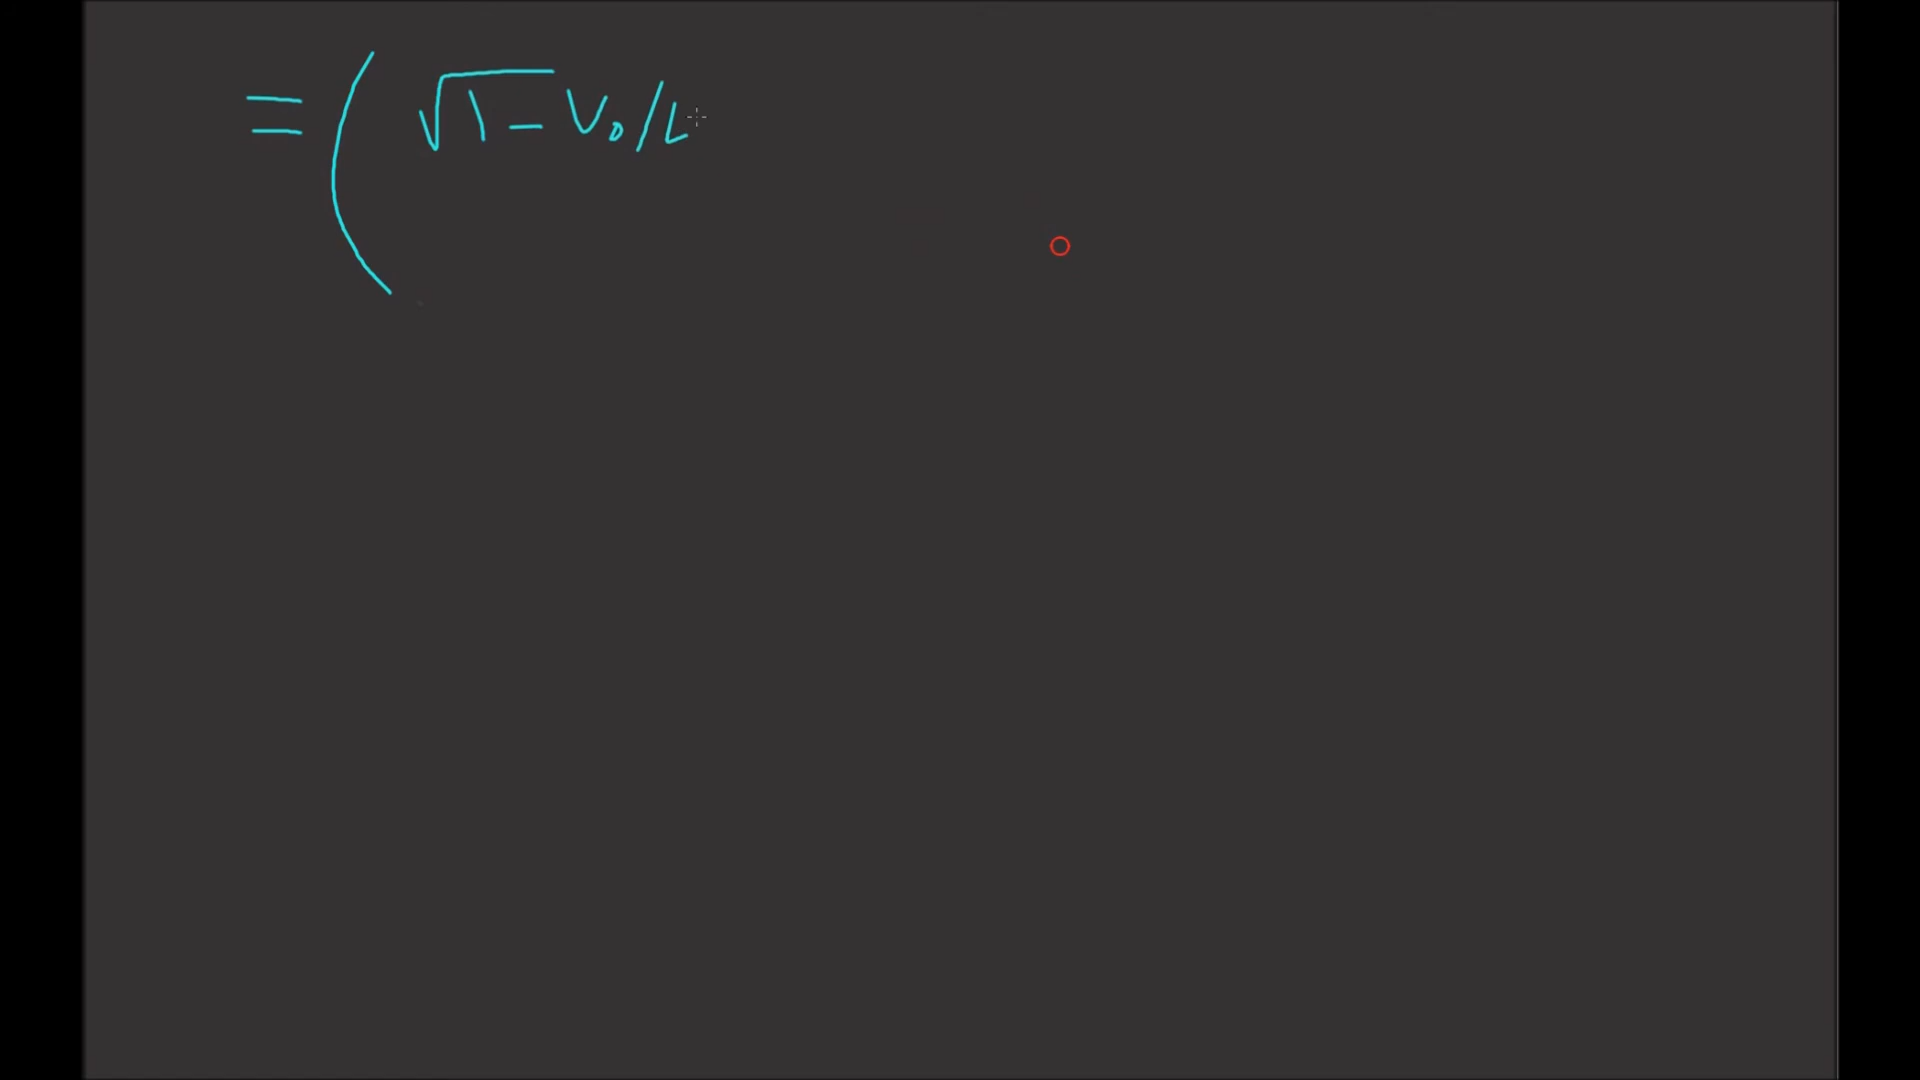 = ( √1 - V₀/L